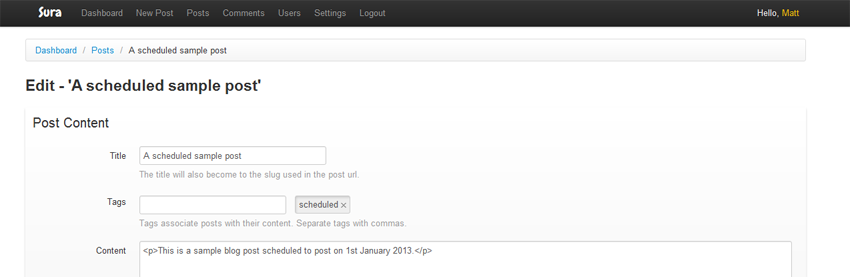 Sura Dashboard New Post Posts Comments Users Settings Logout Hello, Matt
Dashboard / Posts / A scheduled sample post
Edit - 'A scheduled sample post'
Post Content
Title A scheduled sample post
The title will also become to the slug used in the post url.
Tags scheduled ×
Tags associate posts with their content. Separate tags with commas.
Content <p>This is a sample blog post scheduled to post on 1st January 2013.</p>